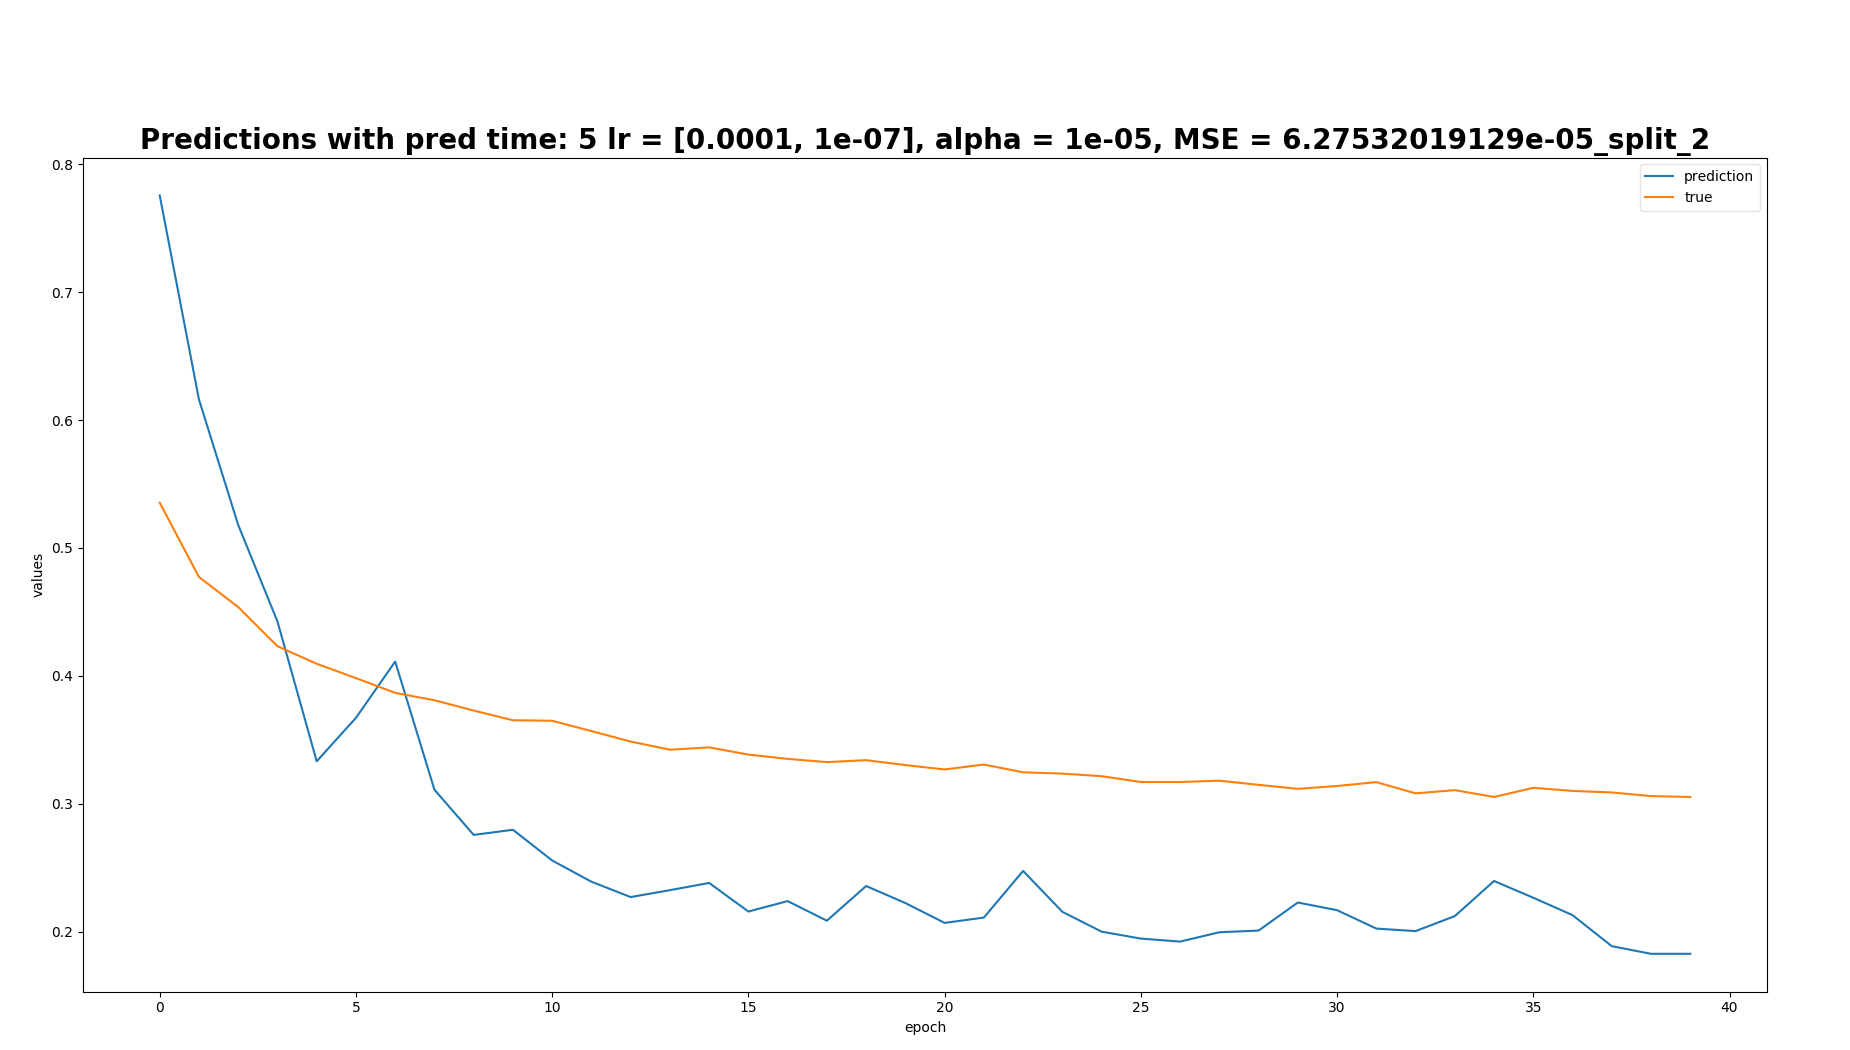 Predictions with pred time: 5 lr = [0.0001, 1e-07], alpha = 1e-05, MSE = 6.27532019129e-05_split_2
prediction
true
0.8
0.7
0.6
0.5
0.4
0.3
0.2
values
0 5 10 15 20 25 30 35 40
epoch